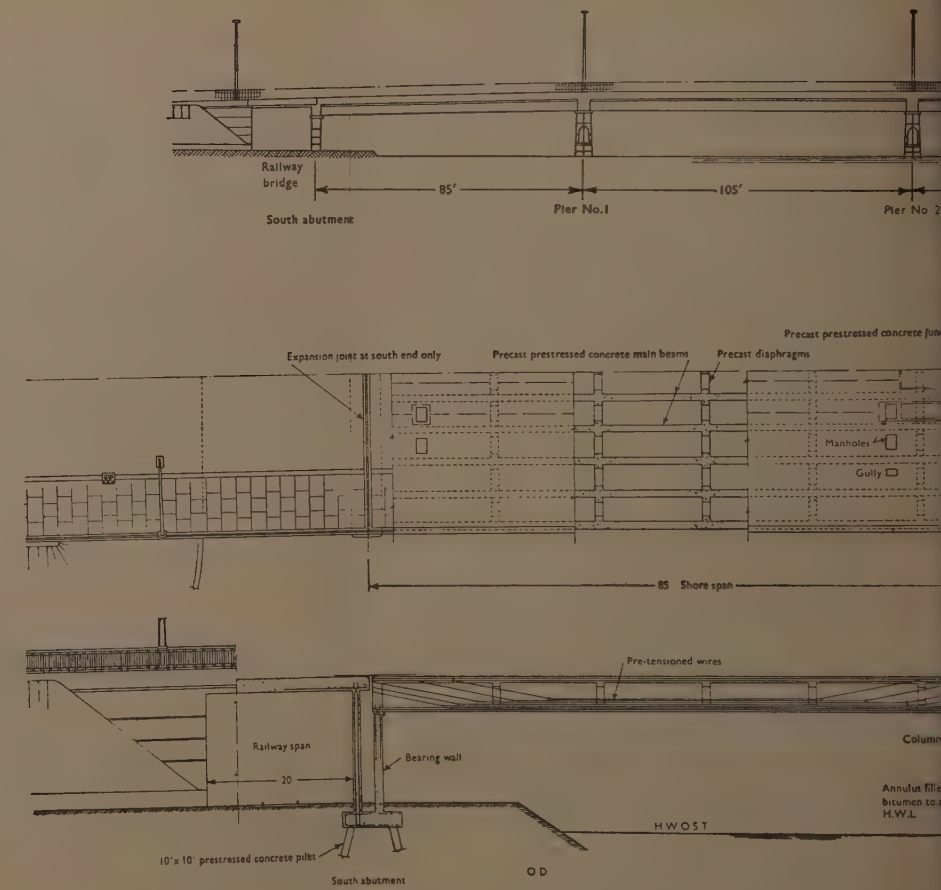 Railway
bridge
85'
105'
South abutment
Pier No.1
Pier No 2
Precast prestressed concrete
Expansion joint at south end only
Precast prestressed concrete main beams
Precast diaphragms
Manholes
Gully
85 Shore span
Pre-tensioned wires
Railway span
20
Bearing wall
Column
Annulus fille
bitumen to
H.W.L
HWOST
10" x 10" prestressed concrete piles
South abutment
O D